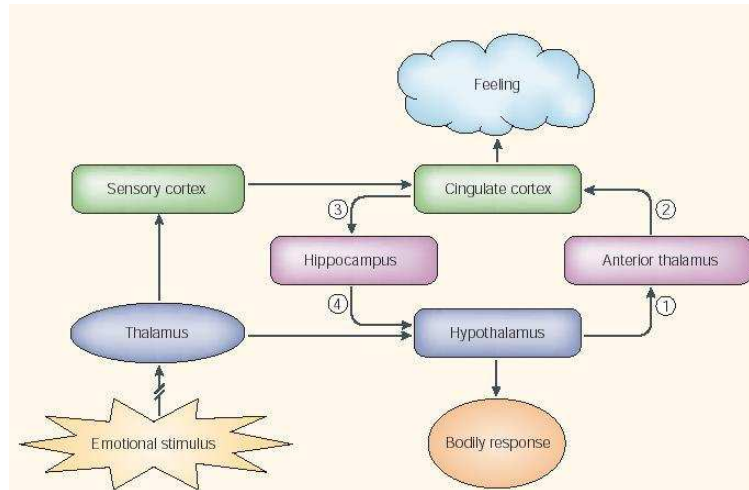 Feeling
Sensory cortex
Cingulate cortex
③
②
Hippocampus
Anterior thalamus
④
①
Thalamus
Hypothalamus
Emotional stimulus
Bodily response